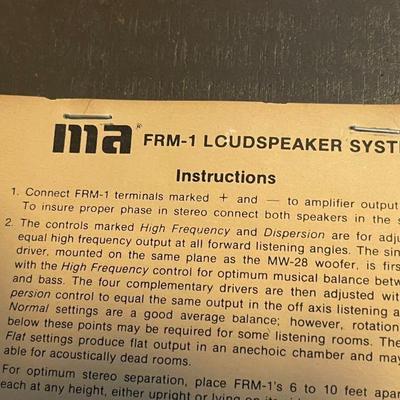 ma® FRM-1 LOUDSPEAKER SYST
Instructions
1. Connect FRM-1 terminals marked + and — to amplifier output
To insure proper phase in stereo connect both speakers in the s
2. The controls marked High Frequency and Dispersion are for adju
equal high frequency output at all forward listening angles. The sin
driver, mounted on the same plane as the MW-28 woofer, is first
with the High Frequency control for optimum musical balance betw
and bass. The four complementary drivers are then adjusted with
persion control to equal the same output in the off axis listening a
Normal settings are a good average balance; however, rotation
below these points may be required for some listening rooms. The
Flat settings produce flat output in an anechoic chamber and may
able for acoustically dead rooms.
For optimum stereo separation, place FRM-1's 6 to 10 feet apar
each at any height, either upright or lying on its